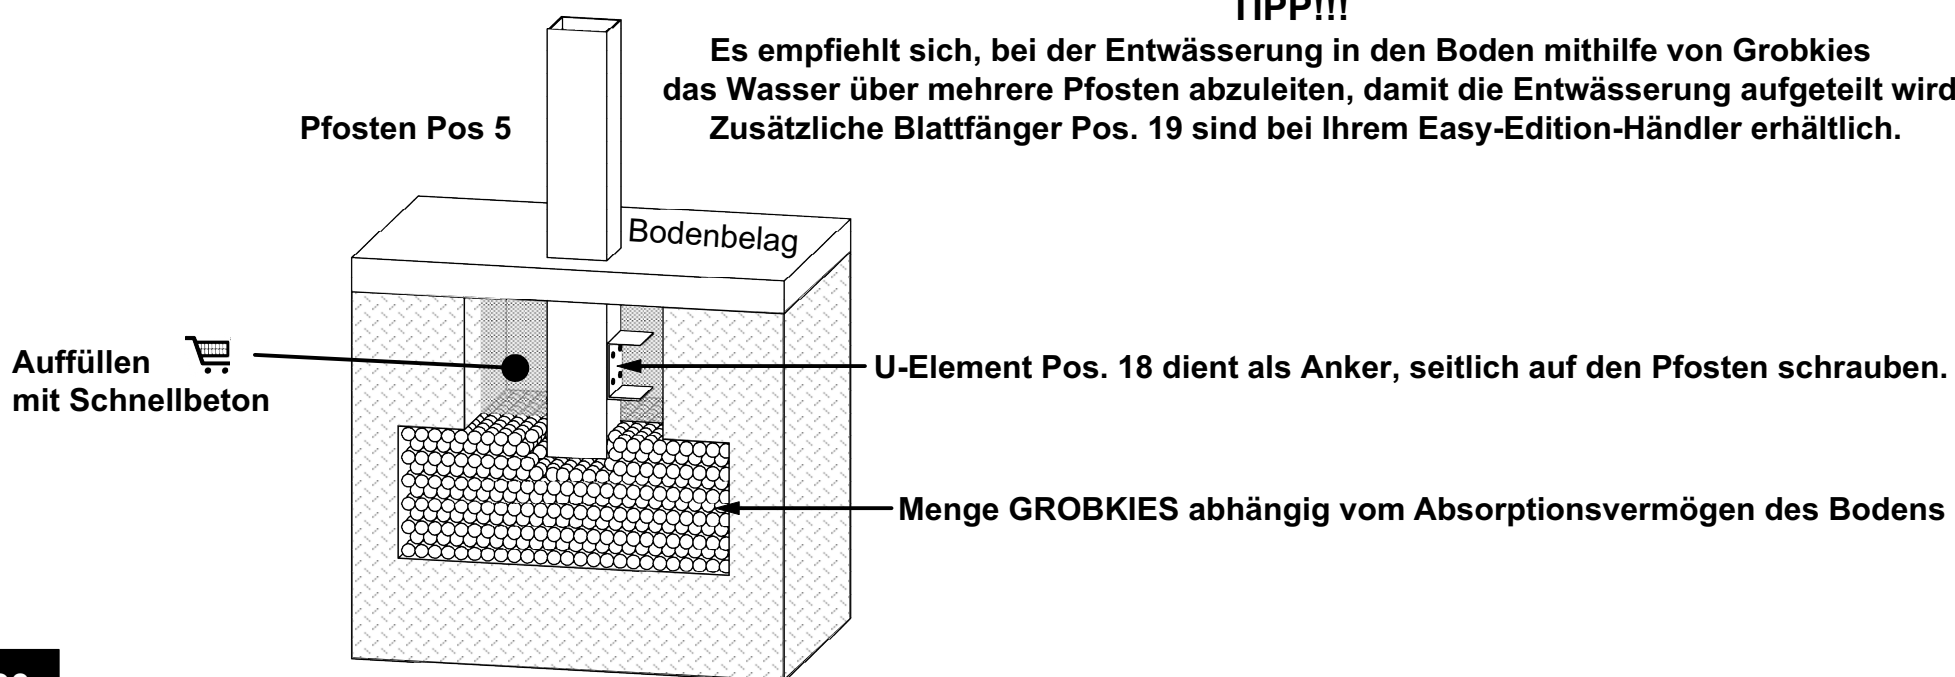 TIPP!!!
Es empfiehlt sich, bei der Entwässerung in den Boden mithilfe von Grobkies
das Wasser über mehrere Pfosten abzuleiten, damit die Entwässerung aufgeteilt wird
Zusätzliche Blattfänger Pos. 19 sind bei Ihrem Easy-Edition-Händler erhältlich.
Pfosten Pos 5
Bodenbelag
Auffüllen
mit Schnellbeton
U-Element Pos. 18 dient als Anker, seitlich auf den Pfosten schrauben.
Menge GROBKIES abhängig vom Absorptionsvermögen des Bodens